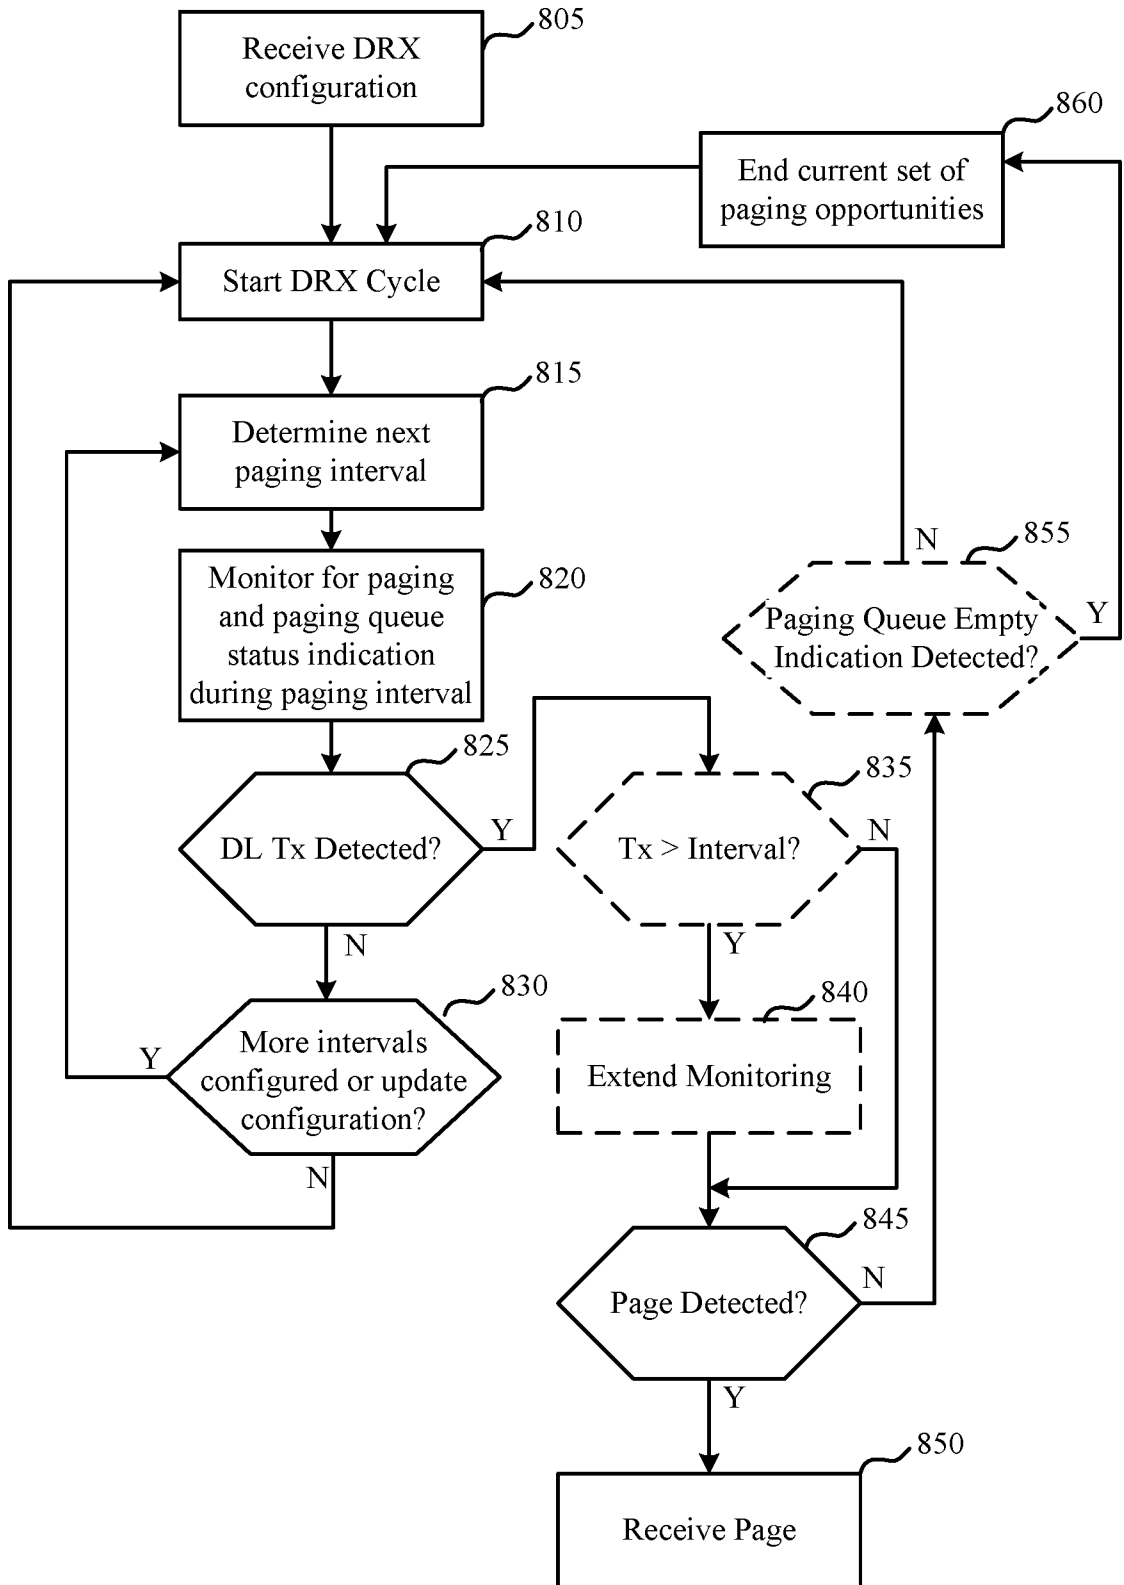 805
Receive DRX
configuration
860
End current set of
paging opportunities
810
Start DRX Cycle
815
Determine next
paging interval
820
Monitor for paging
and paging queue
status indication
during paging interval
N
855
Paging Queue Empty
Indication Detected?
Y
825
DL Tx Detected?
Y
N
835
Tx > Interval?
N
Y
830
More intervals
configured or update
configuration?
Y
N
840
Extend Monitoring
845
Page Detected?
N
Y
850
Receive Page